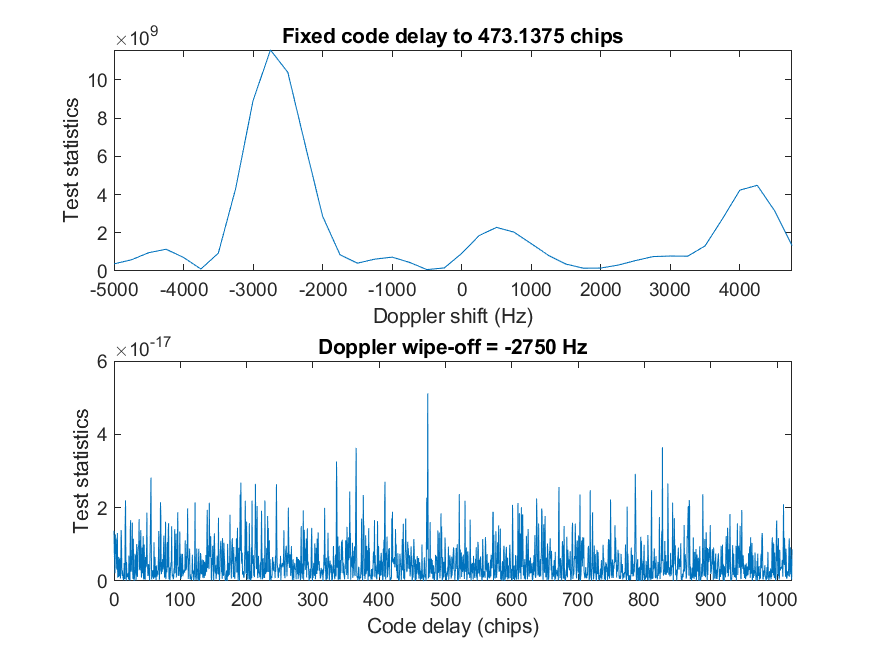 ×10^9
Fixed code delay to 473.1375 chips
Test statistics
10
8
6
4
2
0
-5000 -4000 -3000 -2000 -1000 0 1000 2000 3000 4000
Doppler shift (Hz)
×10^-17
Doppler wipe-off = -2750 Hz
Test statistics
6
4
2
0
0 100 200 300 400 500 600 700 800 900 1000
Code delay (chips)